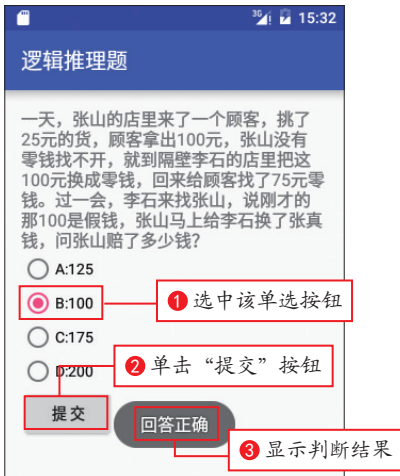 3G 15:32
逻辑推理题
一天，张山的店里来了一个顾客，挑了
25元的货，顾客拿出100元，张山没有
零钱找不开，就到隔壁李石的店里把这
100元换成零钱，回来给顾客找了75元零
钱。过一会，李石来找张山，说刚才的
那100是假钱，张山马上给李石换了张真
钱，问张山赔了多少钱？
A:125
B:100
1 选中该单选按钮
C:175
D:200
2 单击“提交”按钮
提交
回答正确
3 显示判断结果